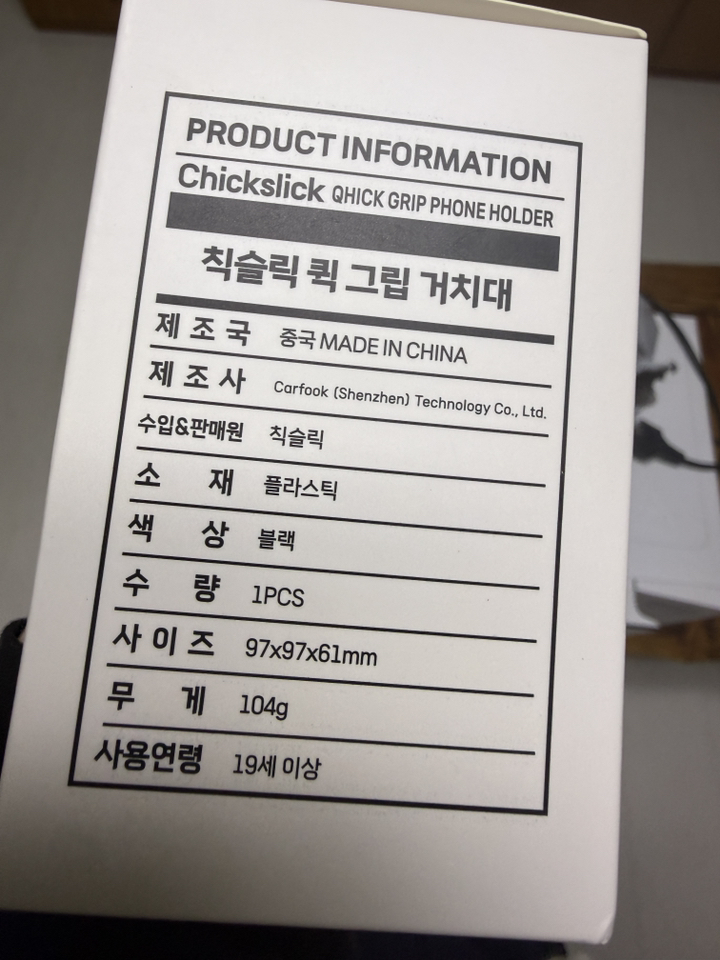 PRODUCT INFORMATION
Chickslick QHICK GRIP PHONE HOLDER
칙슬릭 퀵 그립 거치대
제조국 중국 MADE IN CHINA
제조사 Carfook (Shenzhen) Technology Co., Ltd.
수입&판매원 칙슬릭
소재 플라스틱
색상 블랙
수량 1PCS
사이즈 97x97x61mm
무게 104g
사용연령 19세 이상